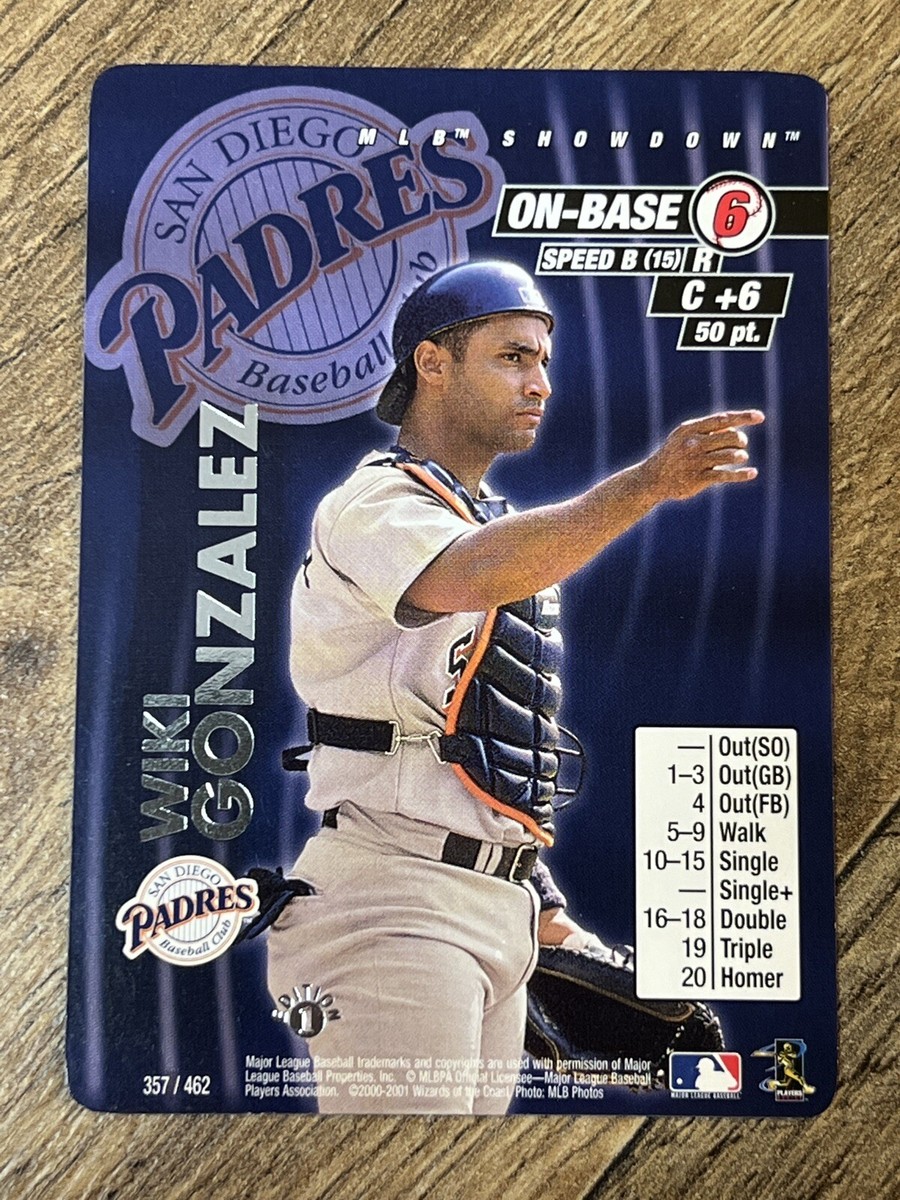 MLB™ SHOWDOWN™
SAN DIEGO
PADRES
Baseball Club
ON-BASE 6
SPEED B (15) R
C +6
50 pt.
WIKI
GONZALEZ
— Out(SO)
1–3 Out(GB)
4 Out(FB)
5–9 Walk
10–15 Single
— Single+
16–18 Double
19 Triple
20 Homer
SAN DIEGO
PADRES
Baseball Club
EDITION
1
Major League Baseball trademarks and copyrights are used with permission of Major
League Baseball Properties, Inc. © MLBPA Official Licensee—Major League Baseball
Players Association. ©2000-2001 Wizards of the Coast/Photo: MLB Photos
357 / 462
MAJOR LEAGUE BASEBALL
PLAYERS